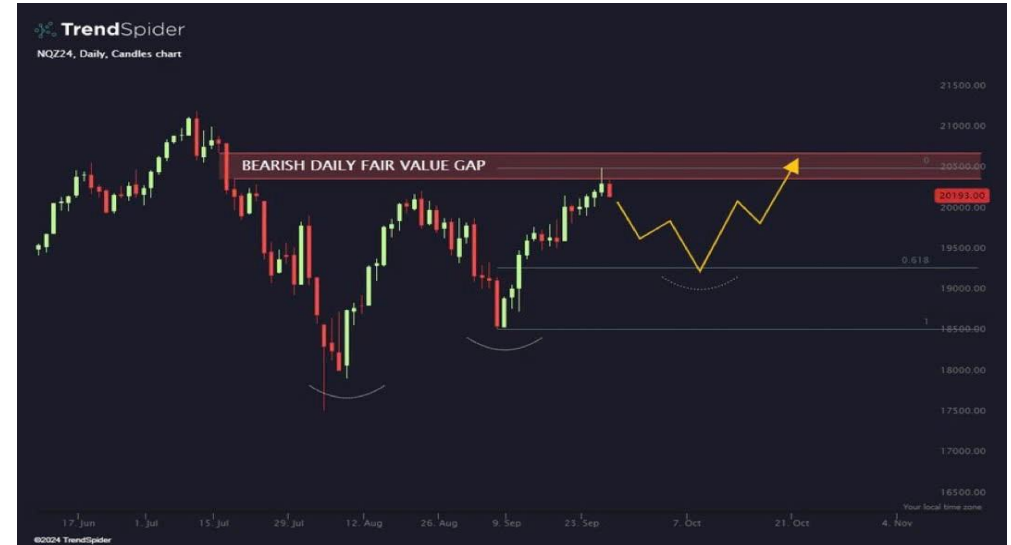 TrendSpider
NQZ24, Daily, Candles chart
21500.00
21000.00
BEARISH DAILY FAIR VALUE GAP
0
20500.00
20193.00
20000.00
19500.00
0.618
19000.00
1
18500.00
18000.00
17500.00
17000.00
16500.00
Your local time zone
17. Jun 1. Jul 15. Jul 29. Jul 12. Aug 26. Aug 9. Sep 23. Sep 7. Oct 21. Oct 4. Nov
©2024 TrendSpider